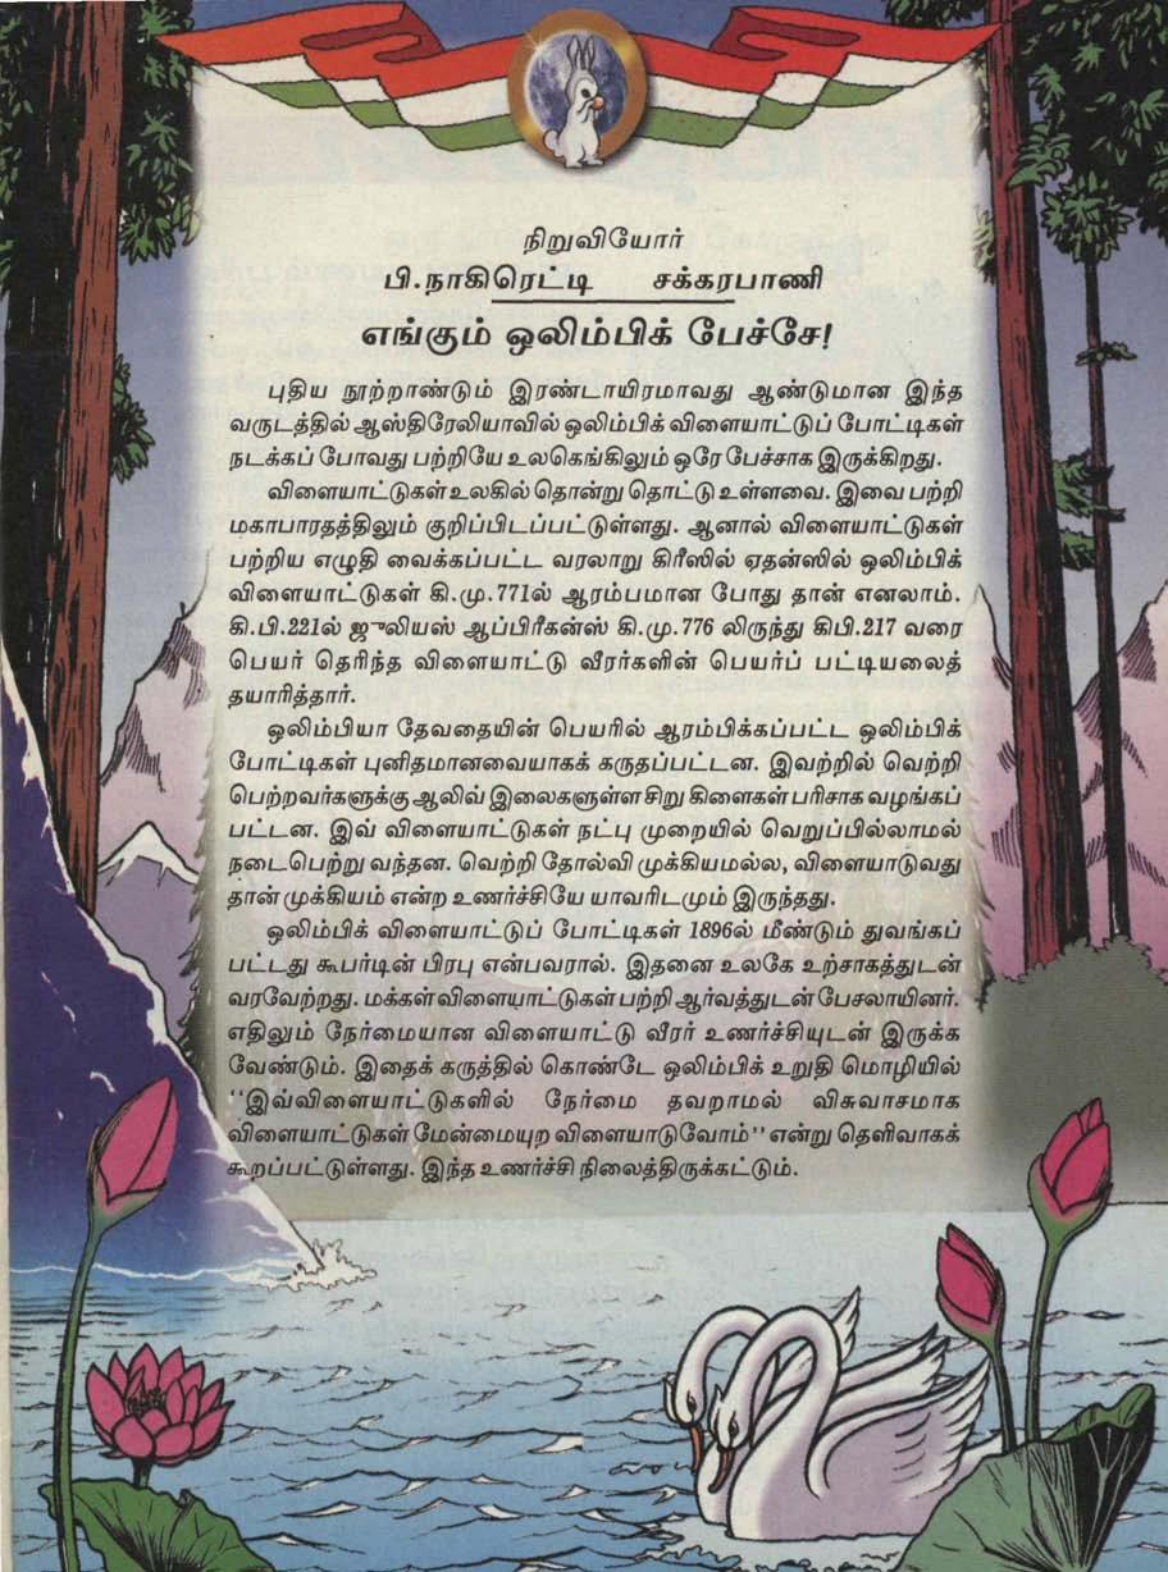 நிறுவியோர்
பி.நாகிரெட்டி சக்கரபாணி
எங்கும் ஒலிம்பிக் பேச்சே!
புதிய நூற்றாண்டும் இரண்டாயிரமாவது ஆண்டுமான இந்த
வருடத்தில் ஆஸ்திரேலியாவில் ஒலிம்பிக் விளையாட்டுப் போட்டிகள்
நடக்கப் போவது பற்றியே உலகெங்கிலும் ஒரே பேச்சாக இருக்கிறது.
விளையாட்டுகள் உலகில் தொன்று தொட்டு உள்ளவை. இவை பற்றி
மகாபாரதத்திலும் குறிப்பிடப்பட்டுள்ளது. ஆனால் விளையாட்டுகள்
பற்றிய எழுதி வைக்கப்பட்ட வரலாறு கிரீஸில் ஏதன்ஸில் ஒலிம்பிக்
விளையாட்டுகள் கி.மு.771ல் ஆரம்பமான போது தான் எனலாம்.
கி.பி.221ல் ஜுலியஸ் ஆப்பிரீகன்ஸ் கி.மு.776 லிருந்து கிபி.217 வரை
பெயர் தெரிந்த விளையாட்டு வீரர்களின் பெயர்ப் பட்டியலைத்
தயாரித்தார்.
ஒலிம்பியா தேவதையின் பெயரில் ஆரம்பிக்கப்பட்ட ஒலிம்பிக்
போட்டிகள் புனிதமானவையாகக் கருதப்பட்டன. இவற்றில் வெற்றி
பெற்றவர்களுக்கு ஆலிவ் இலைகளுள்ள சிறு கிளைகள் பரிசாக வழங்கப்
பட்டன. இவ் விளையாட்டுகள் நட்பு முறையில் வெறுப்பில்லாமல்
நடைபெற்று வந்தன. வெற்றி தோல்வி முக்கியமல்ல, விளையாடுவது
தான் முக்கியம் என்ற உணர்ச்சியே யாவரிடமும் இருந்தது.
ஒலிம்பிக் விளையாட்டுப் போட்டிகள் 1896ல் மீண்டும் துவங்கப்
பட்டது கூபர்டின் பிரபு என்பவரால். இதனை உலகே உற்சாகத்துடன்
வரவேற்றது. மக்கள் விளையாட்டுகள் பற்றி ஆர்வத்துடன் பேசலாயினர்.
எதிலும் நேர்மையான விளையாட்டு வீரர் உணர்ச்சியுடன் இருக்க
வேண்டும். இதைக் கருத்தில் கொண்டே ஒலிம்பிக் உறுதி மொழியில்
"இவ்விளையாட்டுகளில் நேர்மை தவறாமல் விசுவாசமாக
விளையாட்டுகள் மேன்மையுற விளையாடுவோம்" என்று தெளிவாகக்
கூறப்பட்டுள்ளது. இந்த உணர்ச்சி நிலைத்திருக்கட்டும்.